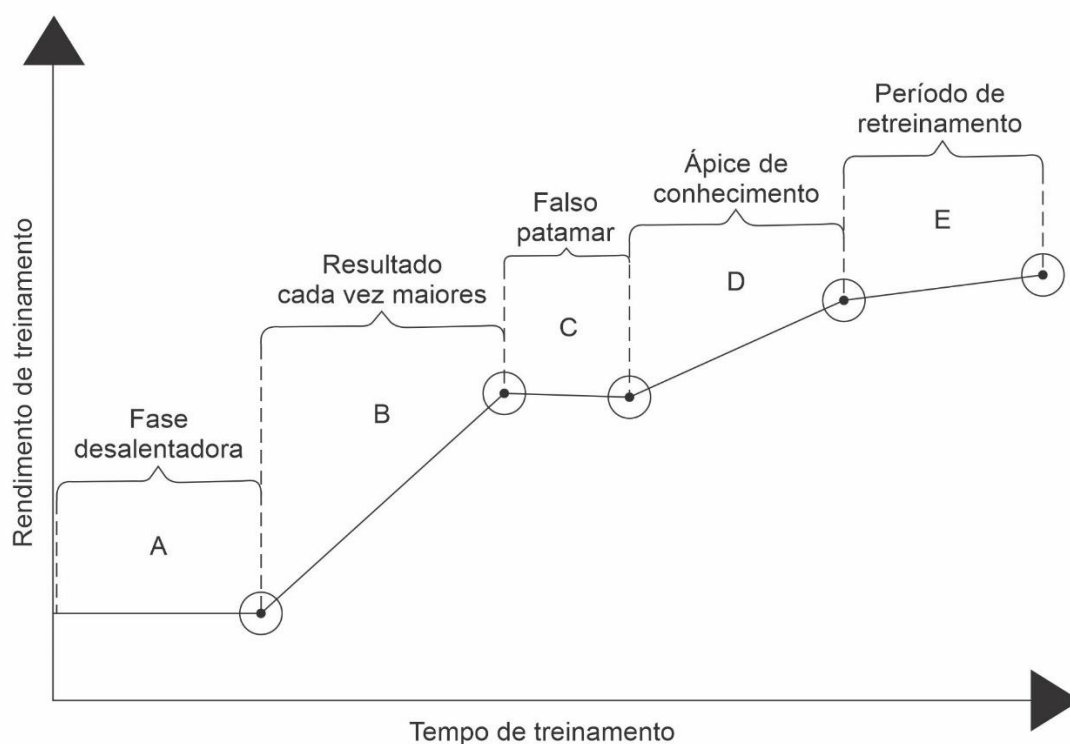 Período de
retreinamento
Ápice de
conhecimento
Falso
patamar
Resultado
cada vez maiores
Fase
desalentadora
A
B
C
D
E
Rendimento de treinamento
Tempo de treinamento